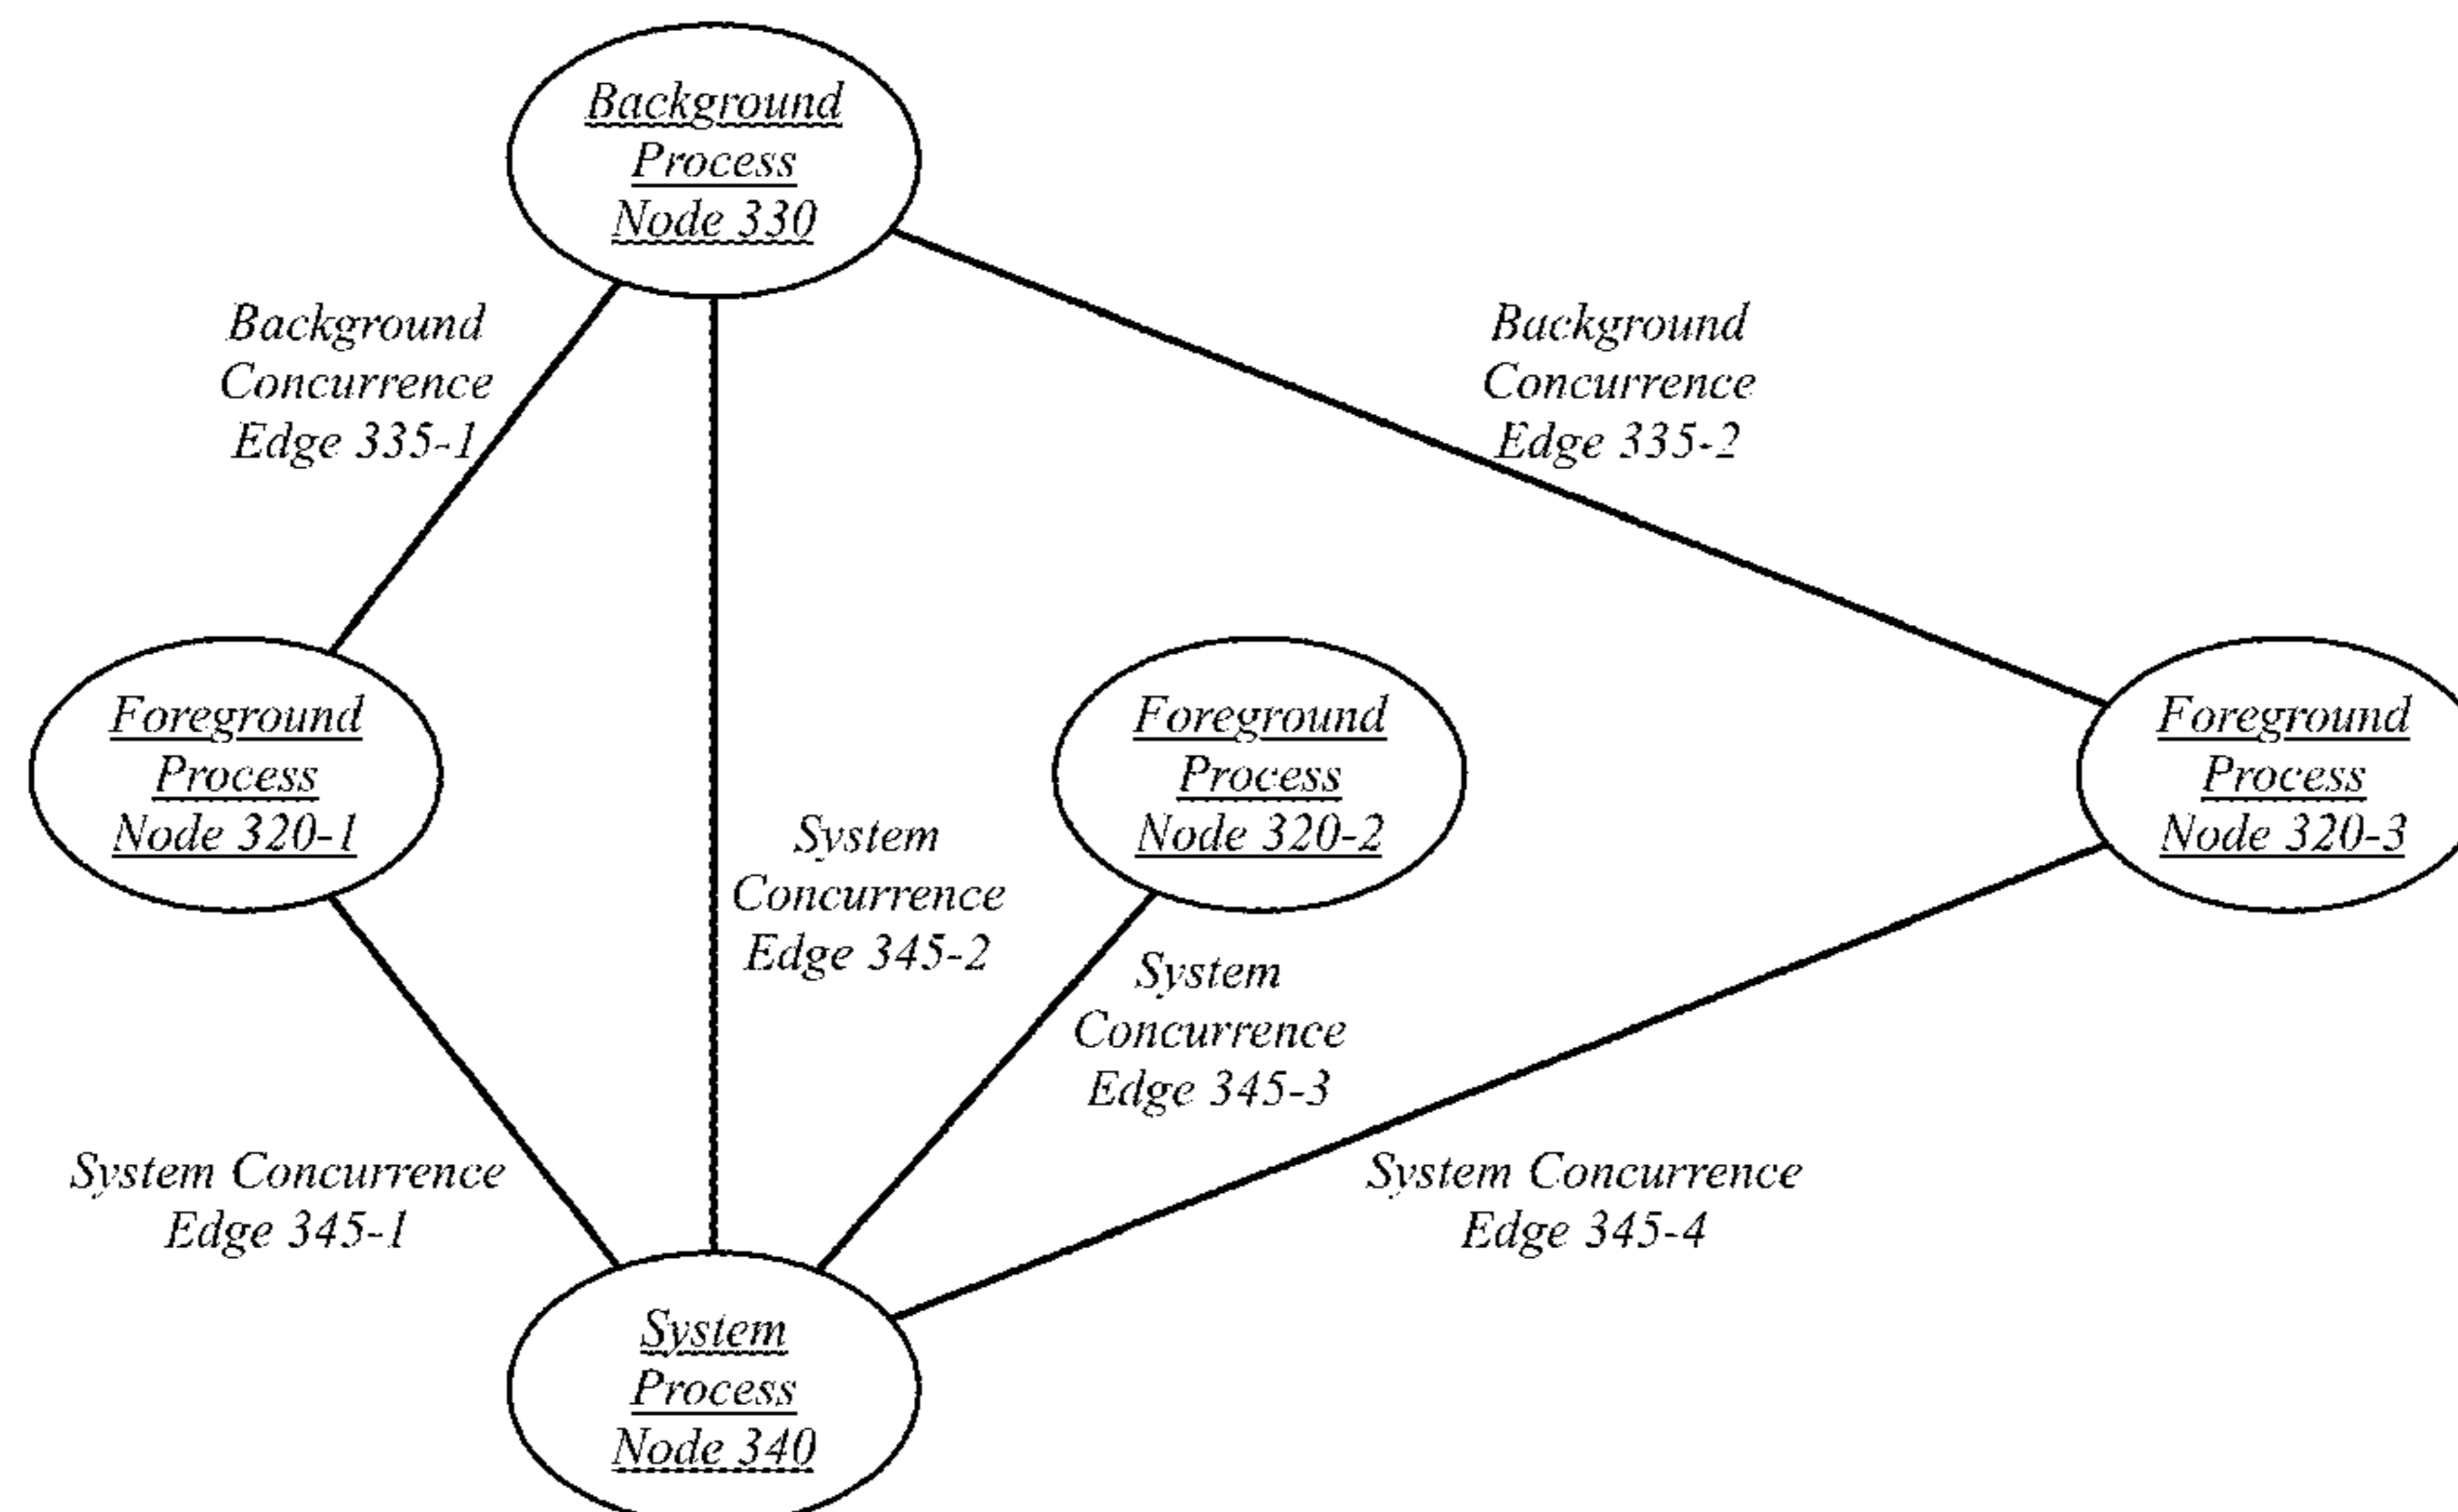 Background
Process
Node 330
Background
Concurrence
Edge 335-1
Background
Concurrence
Edge 335-2
Foreground
Process
Node 320-1
Foreground
Process
Node 320-2
Foreground
Process
Node 320-3
System
Concurrence
Edge 345-2
System
Concurrence
Edge 345-3
System Concurrence
Edge 345-1
System Concurrence
Edge 345-4
System
Process
Node 340